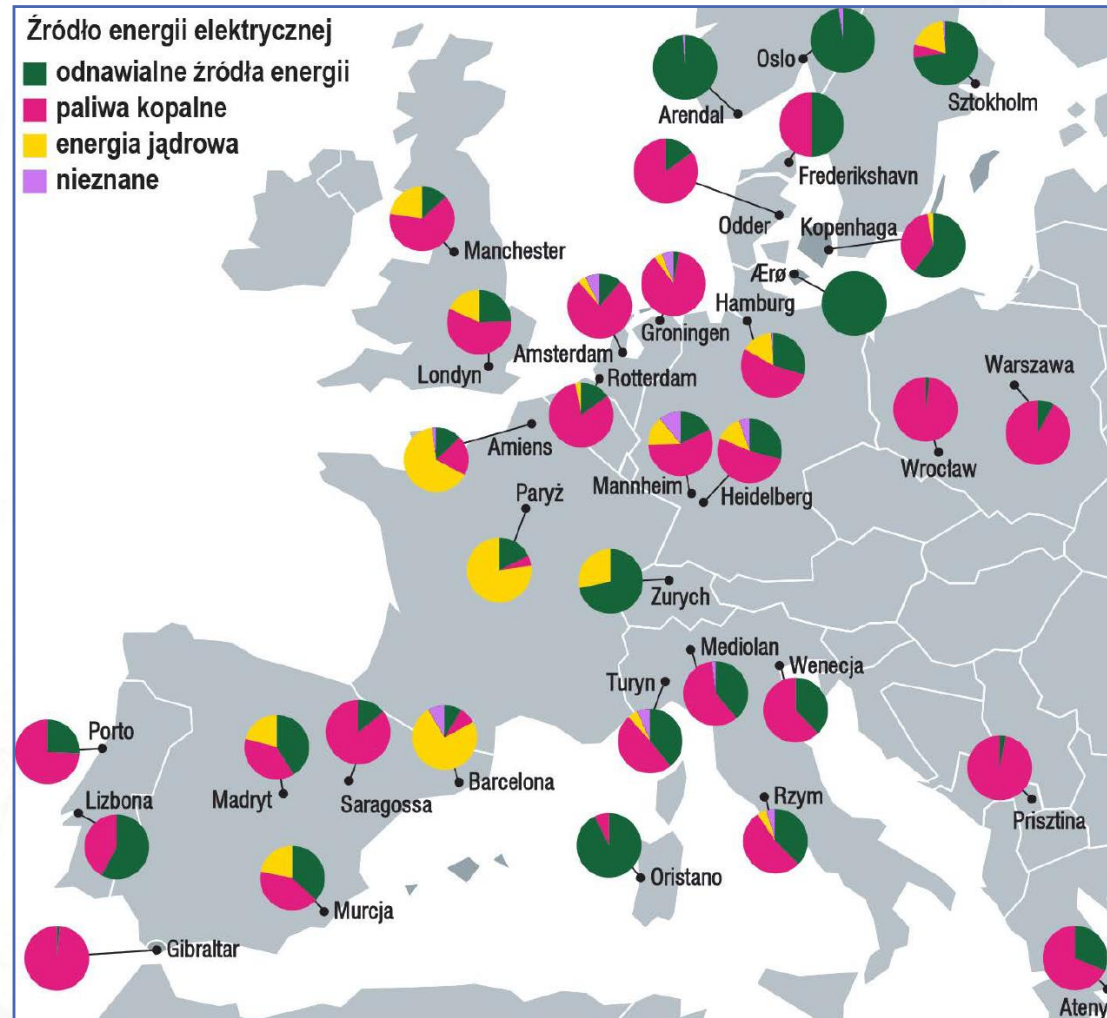 Źródło energii elektrycznej
odnawialne źródła energii
paliwa kopalne
energia jądrowa
nieznane
Oslo
Arendal
Sztokholm
Frederikshavn
Odder
Kopenhaga
Manchester
Ærø
Hamburg
Groningen
Amsterdam
Londyn
Rotterdam
Warszawa
Amiens
Wrocław
Mannheim
Heidelberg
Paryż
Zurych
Mediolan
Wenecja
Turyn
Porto
Lizbona
Madryt
Saragossa
Barcelona
Rzym
Prisztina
Oristano
Murcja
Gibraltar
Ateny